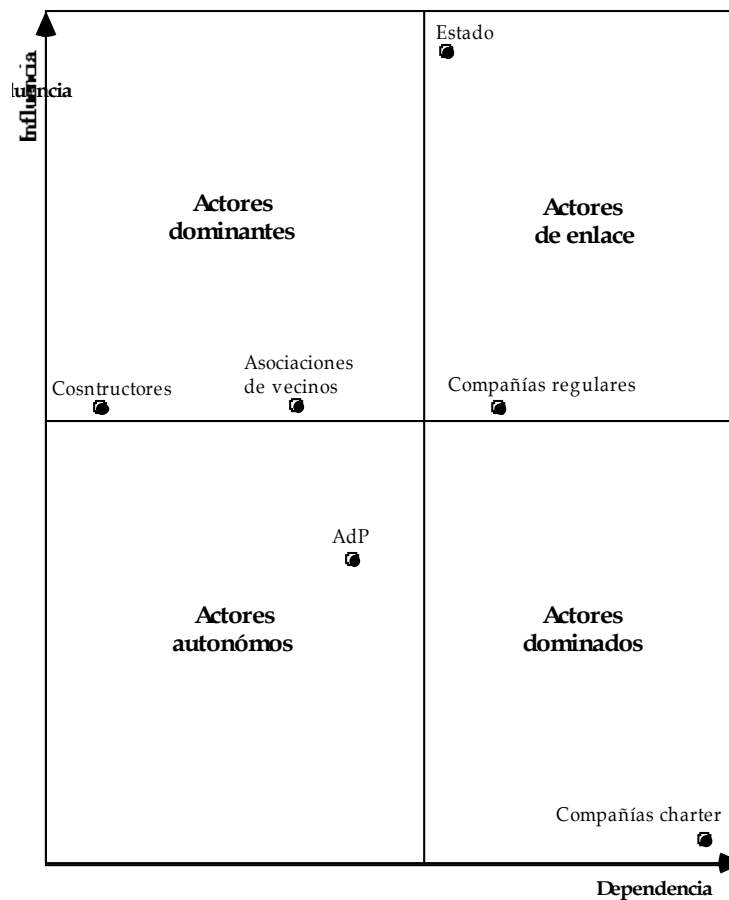 Estado
Influencia
luencia
Actores
dominantes
Actores
de enlace
Asociaciones
de vecinos
Cosntructores
Compañías regulares
AdP
Actores
autonómos
Actores
dominados
Compañías charter
Dependencia